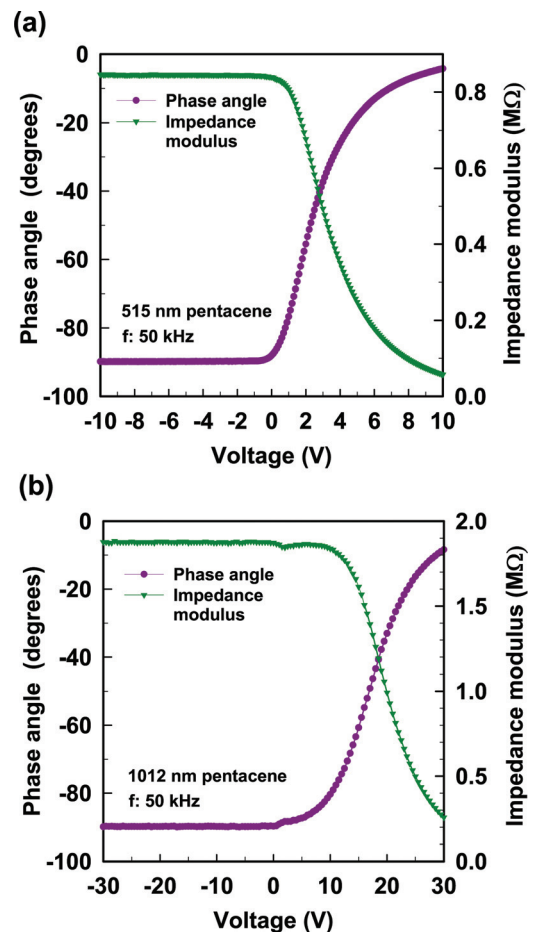 (a)
0
-20
-40
-60
-80
-100
Phase angle (degrees)
Phase angle
Impedance
modulus
515 nm pentacene
f: 50 kHz
0.8
0.6
0.4
0.2
0.0
Impedance modulus (MΩ)
-10 -8 -6 -4 -2 0 2 4 6 8 10
Voltage (V)
(b)
0
-20
-40
-60
-80
-100
Phase angle (degrees)
Phase angle
Impedance
modulus
1012 nm pentacene
f: 50 kHz
2.0
1.5
1.0
0.5
0.0
Impedance modulus (MΩ)
-30 -20 -10 0 10 20 30
Voltage (V)